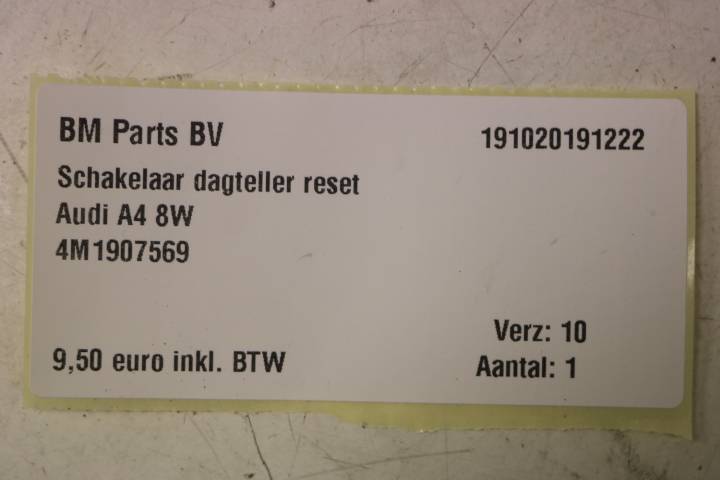 BM Parts BV 191020191222
Schakelaar dagteller reset
Audi A4 8W
4M1907569
Verz: 10
9,50 euro inkl. BTW Aantal: 1